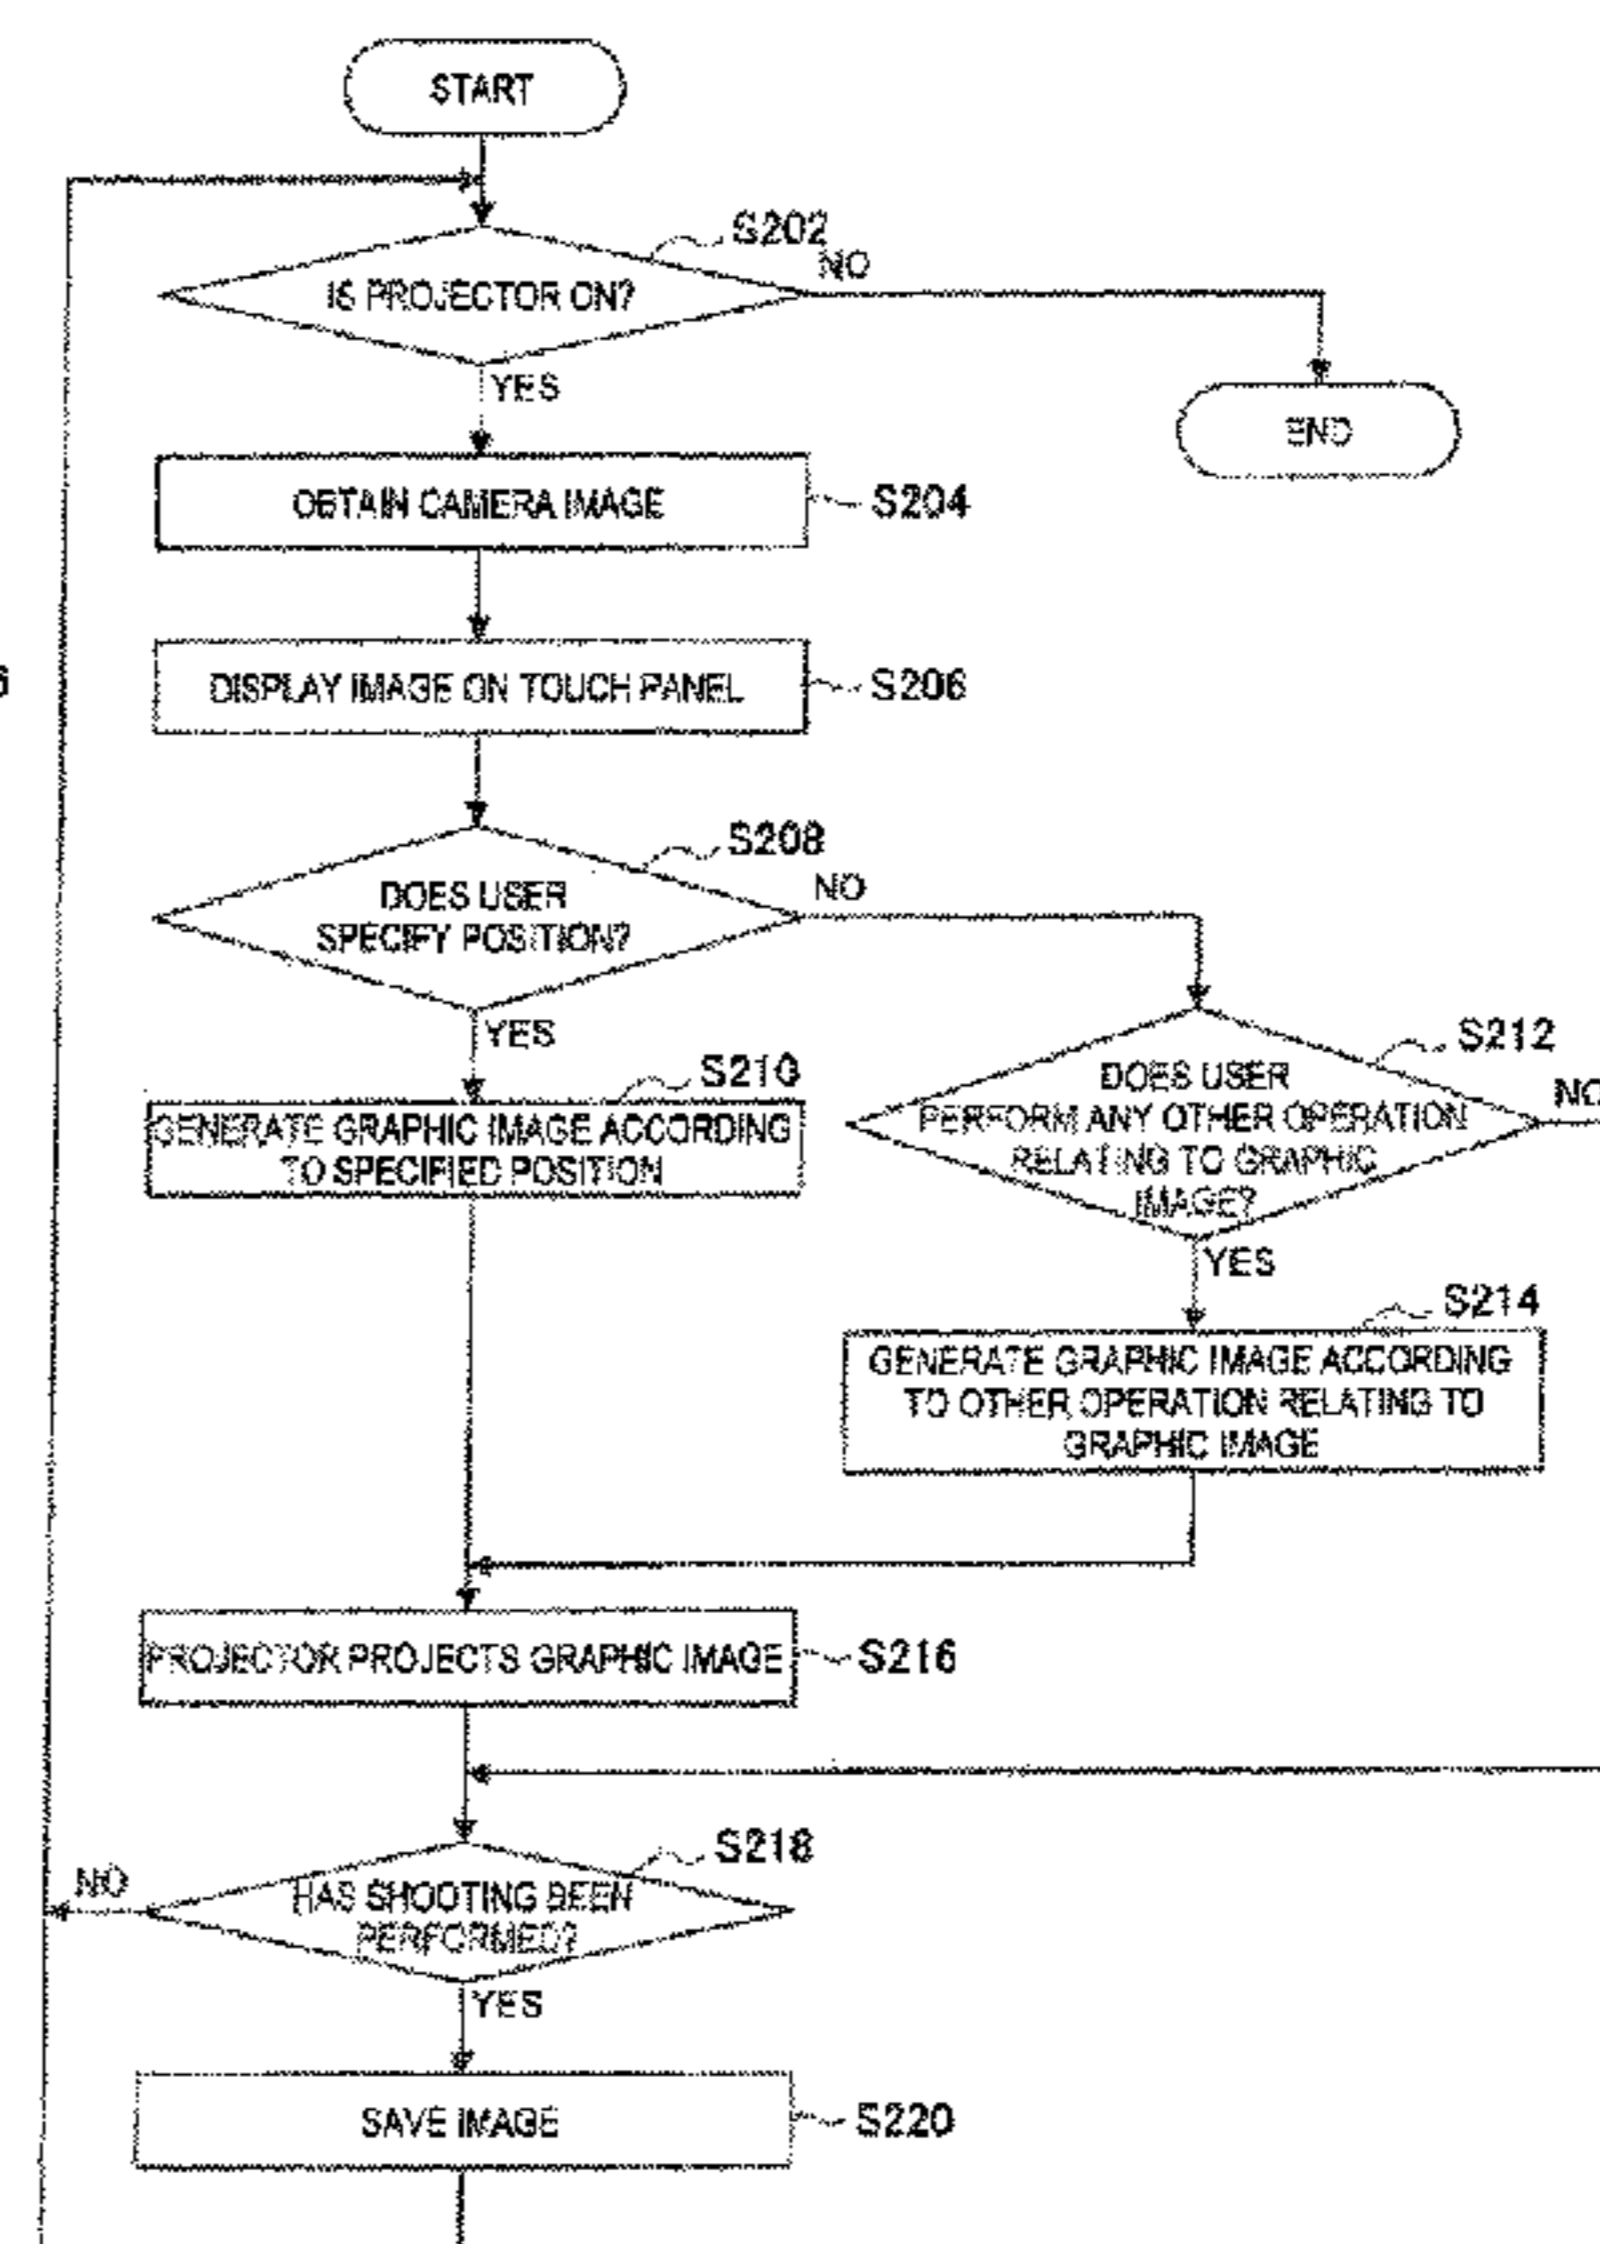 START
S202
NO
IS PROJECTOR ON?
YES
END
OBTAIN CAMERA IMAGE
S204
DISPLAY IMAGE ON TOUCH PANEL
S206
S208
NO
DOES USER
SPECIFY POSITION?
YES
S210
GENERATE GRAPHIC IMAGE ACCORDING
TO SPECIFIED POSITION
S212
NO
DOES USER
PERFORM ANY OTHER OPERATION
RELATING TO GRAPHIC
IMAGE?
YES
S214
GENERATE GRAPHIC IMAGE ACCORDING
TO OTHER OPERATION RELATING TO
GRAPHIC IMAGE
PROJECTOR PROJECTS GRAPHIC IMAGE
S216
S218
NO
HAS SHOOTING BEEN
PERFORMED?
YES
SAVE IMAGE
S220